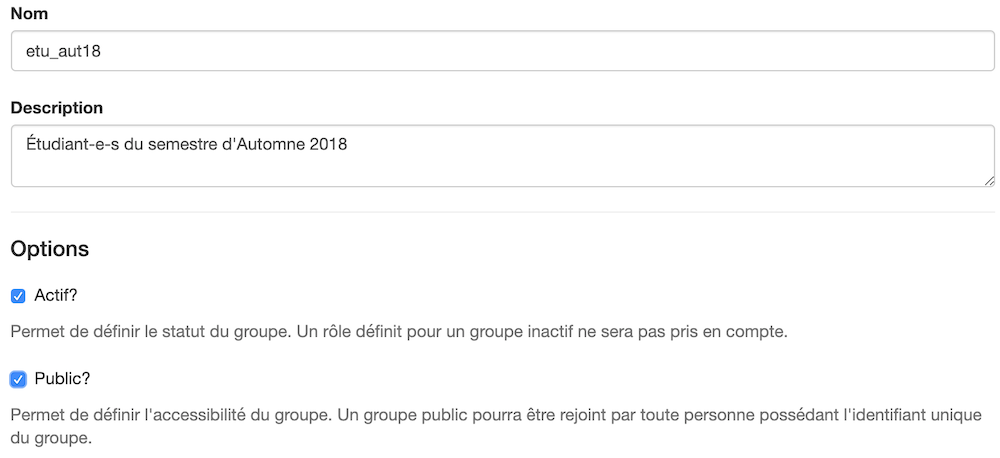 Nom
etu_aut18
Description
Étudiant-e-s du semestre d'Automne 2018
Options
Actif?
Permet de définir le statut du groupe. Un rôle définit pour un groupe inactif ne sera pas pris en compte.
Public?
Permet de définir l'accessibilité du groupe. Un groupe public pourra être rejoint par toute personne possédant l'identifiant unique
du groupe.